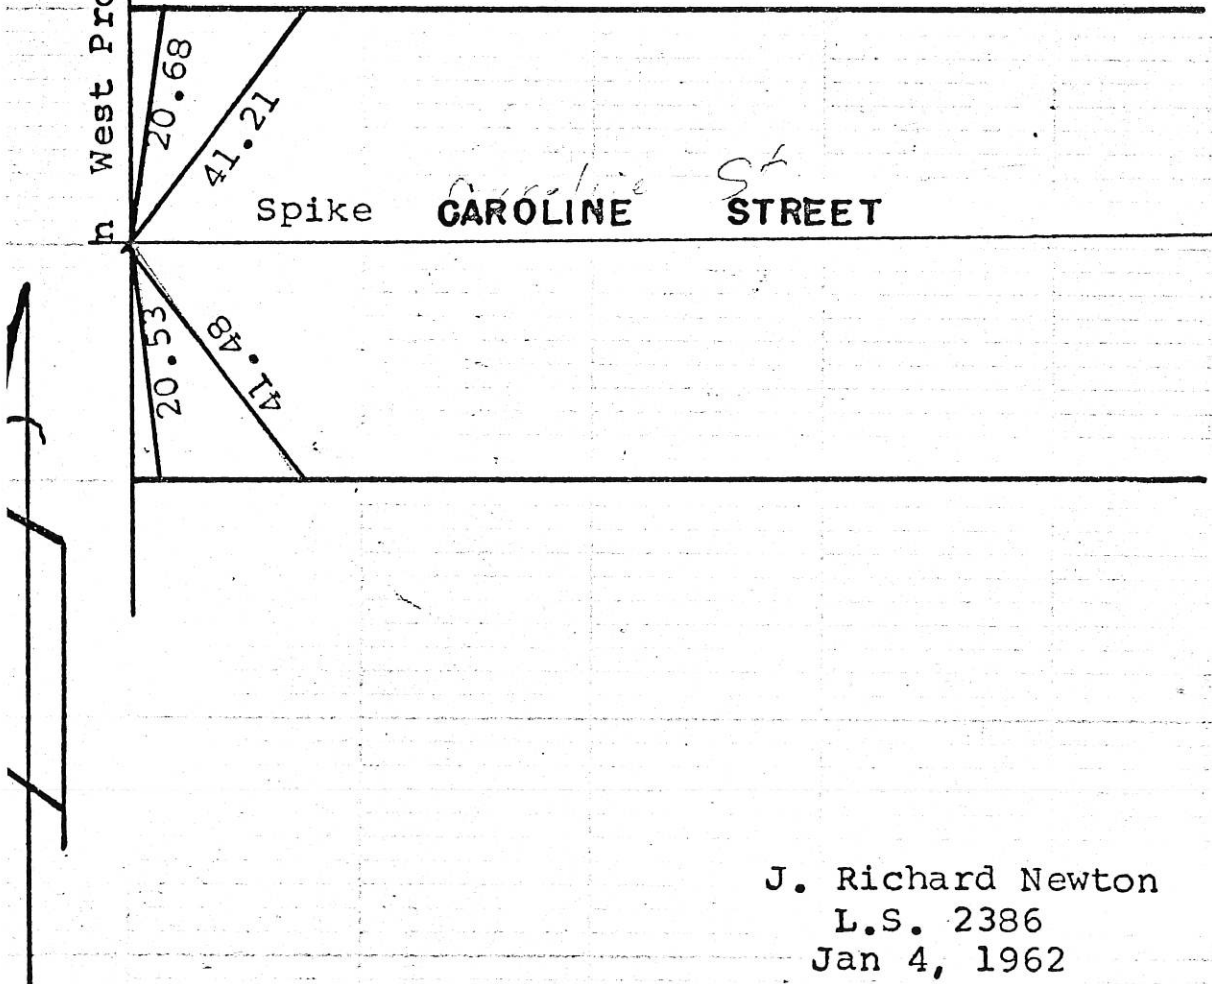 West Pro
20.68
41.21
Caroline St
Spike CAROLINE STREET
20.53
41.48
J. Richard Newton
L.S. 2386
Jan 4, 1962